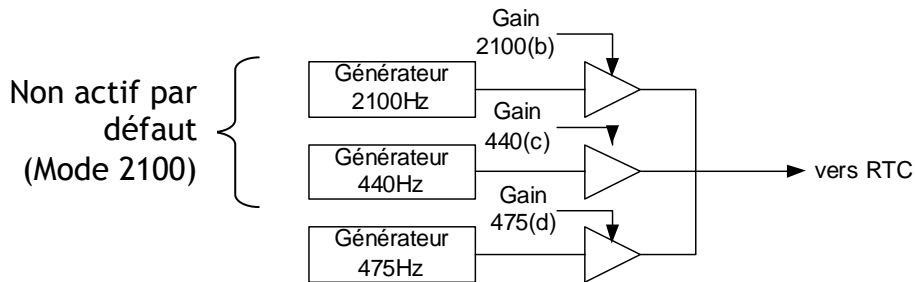 Gain
2100(b)
Générateur
2100Hz
Non actif par
défaut
(Mode 2100)
Gain
440(c)
Générateur
440Hz
vers RTC
Gain
475(d)
Générateur
475Hz